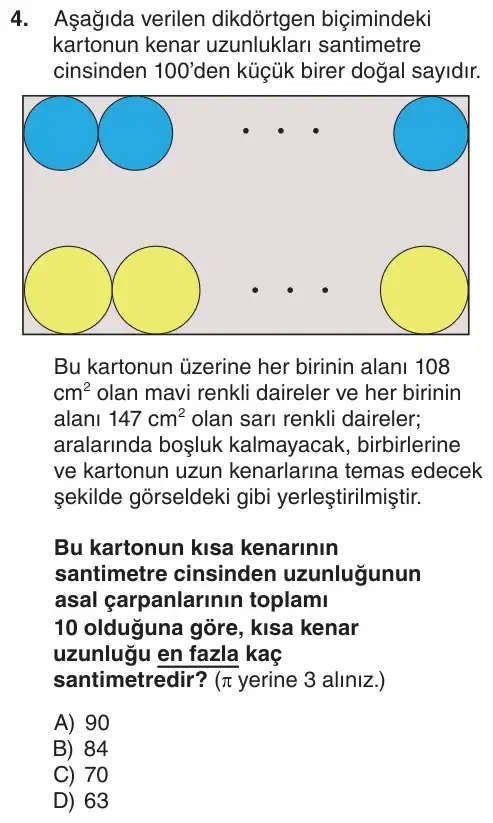 4. Aşağıda verilen dikdörtgen biçimindeki
kartonun kenar uzunlukları santimetre
cinsinden 100'den küçük birer doğal sayıdır.
Bu kartonun üzerine her birinin alanı 108
cm² olan mavi renkli daireler ve her birinin
alanı 147 cm² olan sarı renkli daireler;
aralarında boşluk kalmayacak, birbirlerine
ve kartonun uzun kenarlarına temas edecek
şekilde görseldeki gibi yerleştirilmiştir.
Bu kartonun kısa kenarının
santimetre cinsinden uzunluğunun
asal çarpanlarının toplamı
10 olduğuna göre, kısa kenar
uzunluğu en fazla kaç
santimetredir? (π yerine 3 alınız.)
A) 90
B) 84
C) 70
D) 63